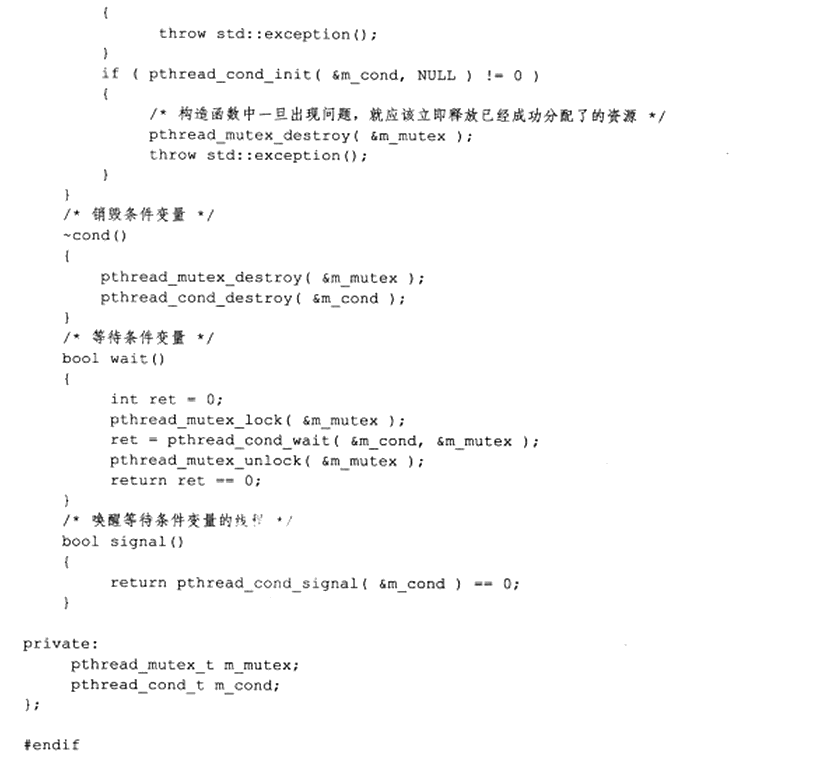 {
throw std::exception();
}
if ( pthread_cond_init( &m_cond, NULL ) != 0 )
{
/* 构造函数中一旦出现问题，就应该立即释放已经成功分配了的资源 */
pthread_mutex_destroy( &m_mutex );
throw std::exception();
}
}
/* 销毁条件变量 */
~cond()
{
pthread_mutex_destroy( &m_mutex );
pthread_cond_destroy( &m_cond );
}
/* 等待条件变量 */
bool wait()
{
int ret = 0;
pthread_mutex_lock( &m_mutex );
ret = pthread_cond_wait( &m_cond, &m_mutex );
pthread_mutex_unlock( &m_mutex );
return ret == 0;
}
/* 唤醒等待条件变量的线程 */
bool signal()
{
return pthread_cond_signal( &m_cond ) == 0;
}
private:
pthread_mutex_t m_mutex;
pthread_cond_t m_cond;
};
#endif